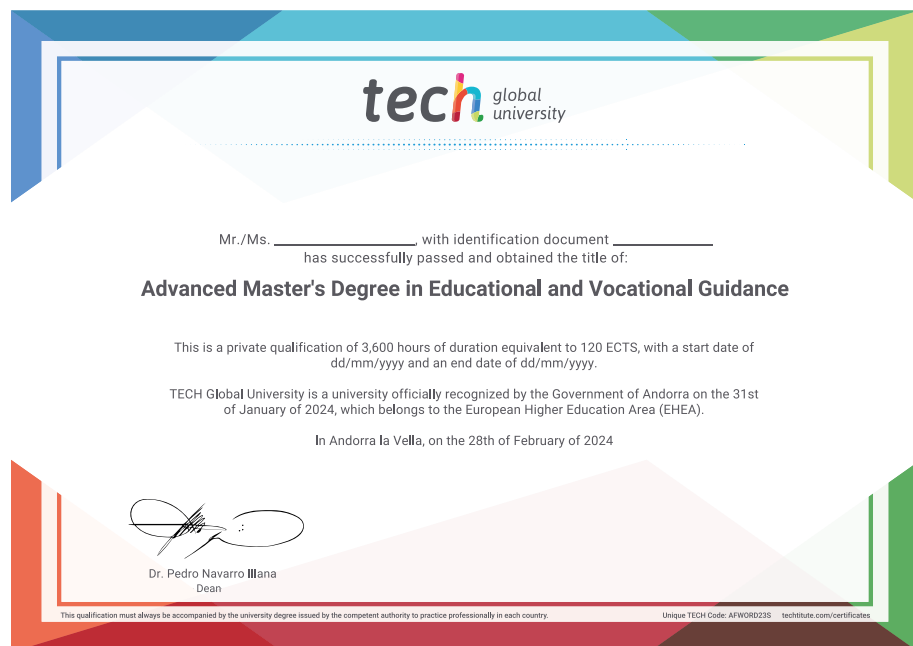 tech global
university
Mr./Ms. ____________, with identification document ____________
has successfully passed and obtained the title of:
Advanced Master's Degree in Educational and Vocational Guidance
This is a private qualification of 3,600 hours of duration equivalent to 120 ECTS, with a start date of
dd/mm/yyyy and an end date of dd/mm/yyyy.
TECH Global University is a university officially recognized by the Government of Andorra on the 31st
of January of 2024, which belongs to the European Higher Education Area (EHEA).
In Andorra la Vella, on the 28th of February of 2024
Dr. Pedro Navarro Illana
Dean
This qualification must always be accompanied by the university degree issued by the competent authority to practice professionally in each country. Unique TECH Code: AFWORD23S techtitute.com/certificates